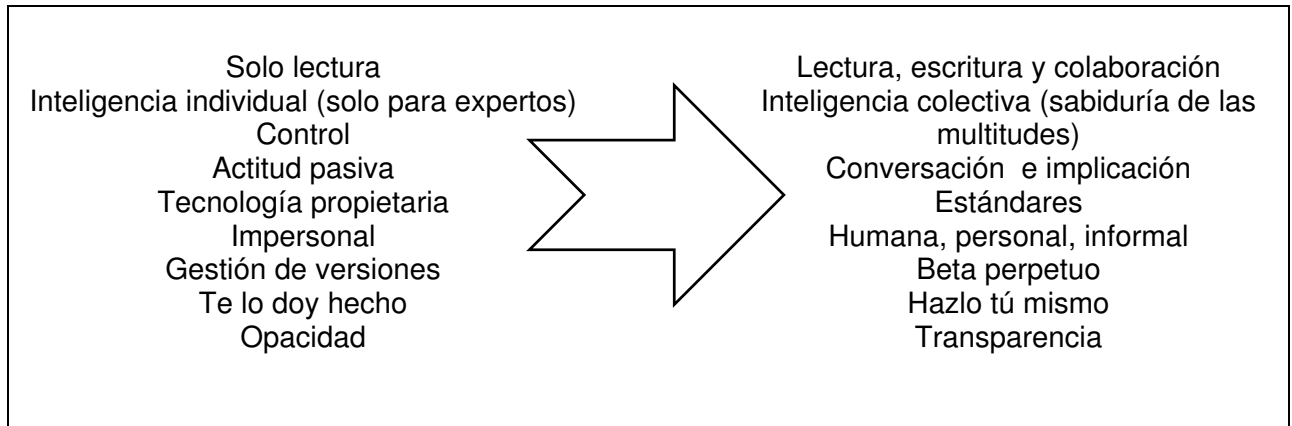 Solo lectura
Inteligencia individual (solo para expertos)
Control
Actitud pasiva
Tecnología propietaria
Impersonal
Gestión de versiones
Te lo doy hecho
Opacidad
Lectura, escritura y colaboración
Inteligencia colectiva (sabiduría de las
multitudes)
Conversación e implicación
Estándares
Humana, personal, informal
Beta perpetuo
Hazlo tú mismo
Transparencia